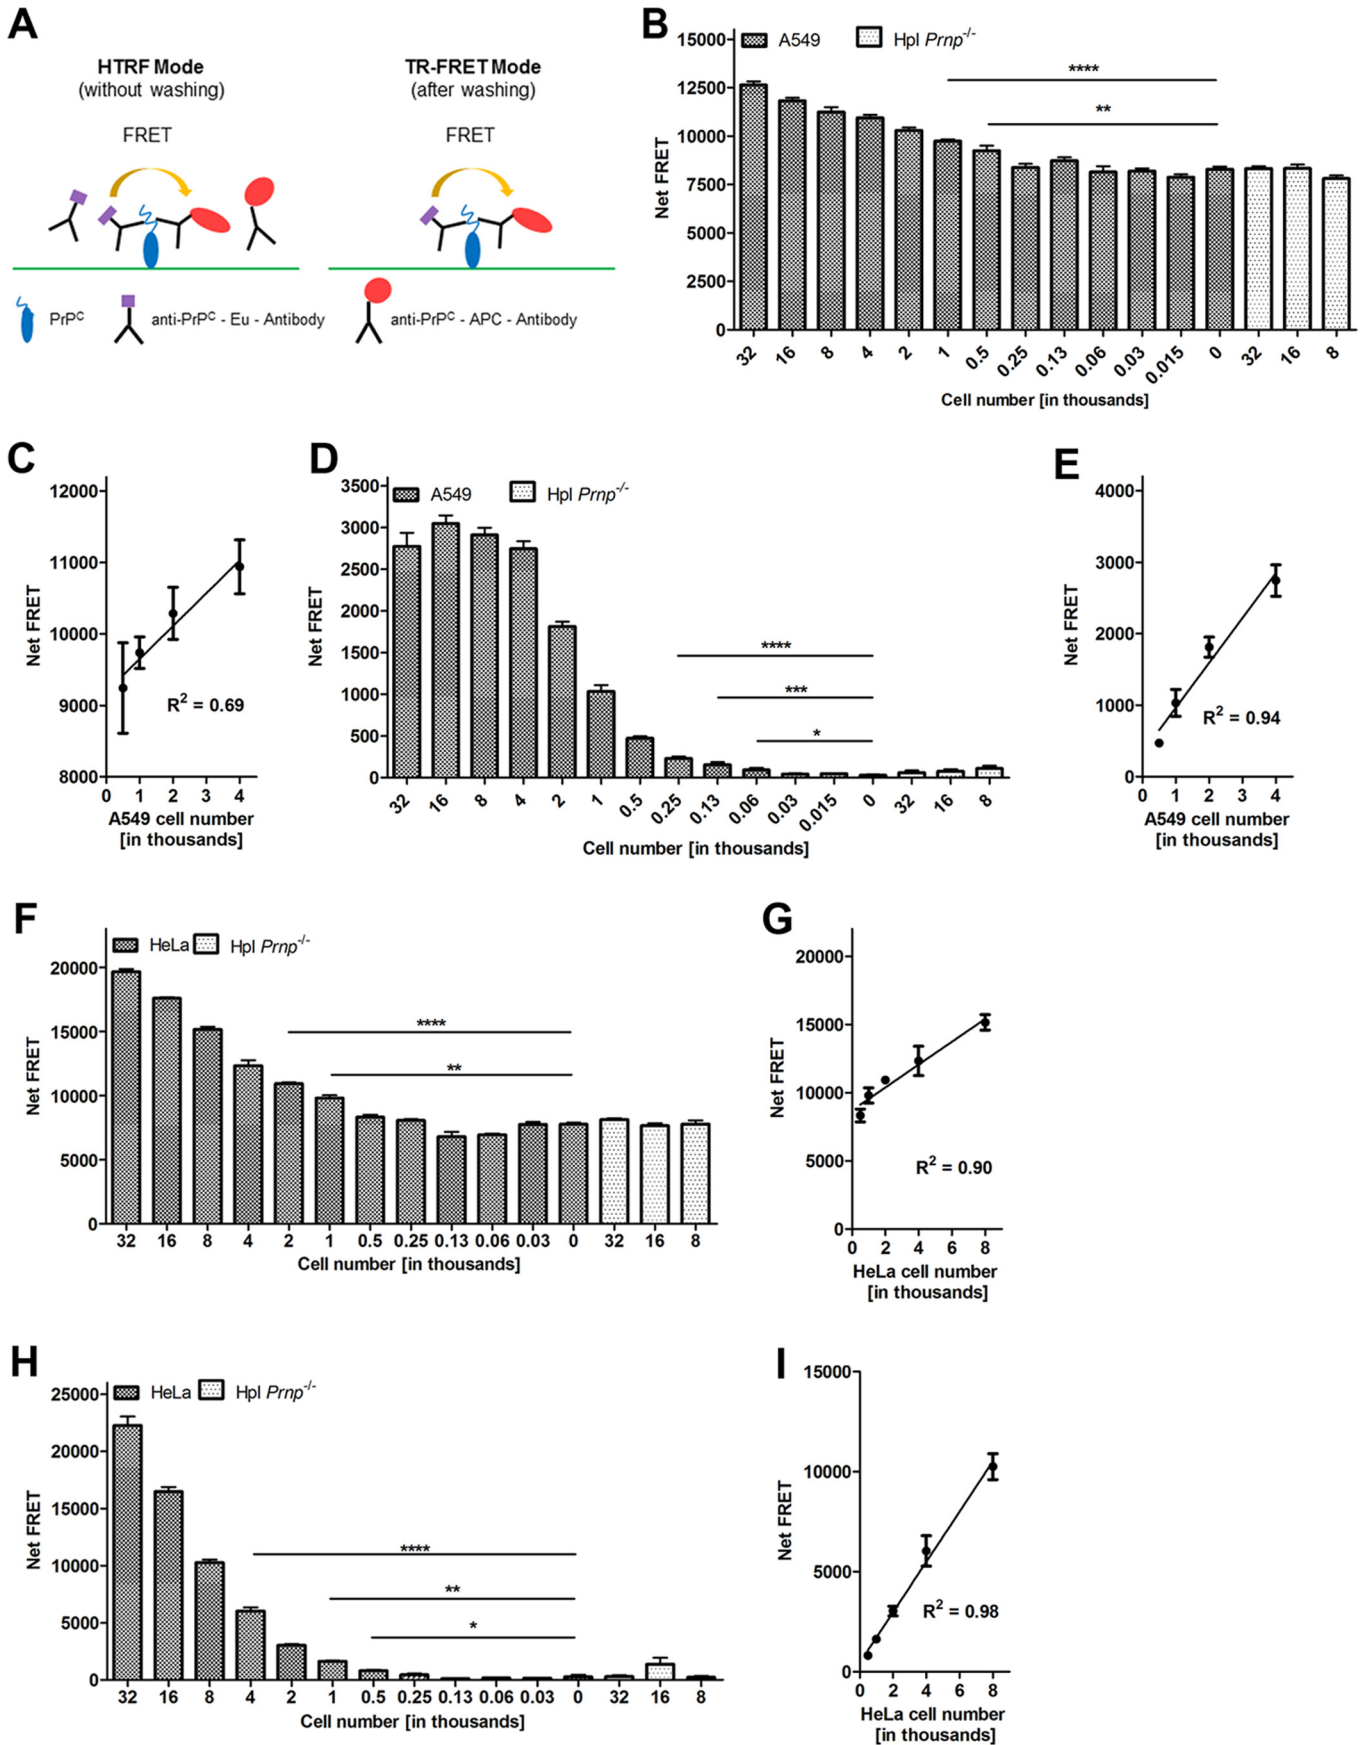 A
HTRF Mode
(without washing)
FRET
TR-FRET Mode
(after washing)
FRET
PrPC
anti-PrPC - Eu - Antibody
anti-PrPC - APC - Antibody
B
A549
Hpl Prnp-/-
****
**
15000
12500
10000
7500
5000
2500
0
Net FRET
32 16 8 4 2 1 0.5 0.25 0.13 0.06 0.03 0.015 0 32 16 8
Cell number [in thousands]
C
12000
11000
10000
9000
8000
Net FRET
R2 = 0.69
0 1 2 3 4
A549 cell number
[in thousands]
D
A549
Hpl Prnp-/-
****
***
*
3500
3000
2500
2000
1500
1000
500
0
Net FRET
32 16 8 4 2 1 0.5 0.25 0.13 0.06 0.03 0.015 0 32 16 8
Cell number [in thousands]
E
4000
3000
2000
1000
0
Net FRET
R2 = 0.94
0 1 2 3 4
A549 cell number
[in thousands]
F
HeLa
Hpl Prnp-/-
****
**
20000
15000
10000
5000
0
Net FRET
32 16 8 4 2 1 0.5 0.25 0.13 0.06 0.03 0 32 16 8
Cell number [in thousands]
G
20000
15000
10000
5000
0
Net FRET
R2 = 0.90
0 2 4 6 8
HeLa cell number
[in thousands]
H
HeLa
Hpl Prnp-/-
****
**
*
25000
20000
15000
10000
5000
0
Net FRET
32 16 8 4 2 1 0.5 0.25 0.13 0.06 0.03 0 32 16 8
Cell number [in thousands]
I
15000
10000
5000
0
Net FRET
R2 = 0.98
0 2 4 6 8
HeLa cell number
[in thousands]